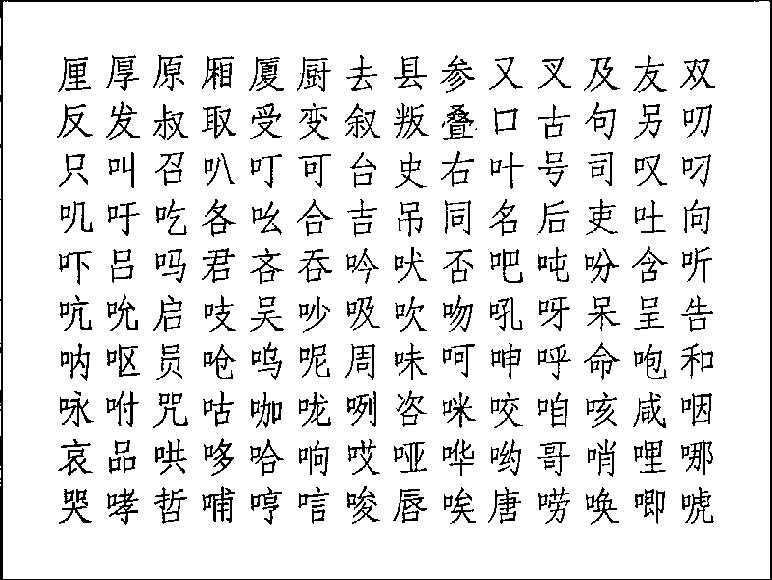 厘厚原厢厦厨去县参又叉及友双
反发叔取受变叙叛叠口古句另叨
只叫召叭叮可台史右叶号司叹叼
叽吁吃各吆合吉吊同名后吏吐向
吓吕吗君吝吞吟吠否吧吨吩含听
吭吮启吱吴吵吸吹吻吼呀呆呈告
呐呕员呛呜呢周味呵呻呼命咆和
咏咐咒咕咖咙咧咨咪咬咱咳咸咽
哀品哄哆哈响哎哑哗哟哥哨哩哪
哭哮哲哺哼唁唆唇唉唐唠唤唧唬